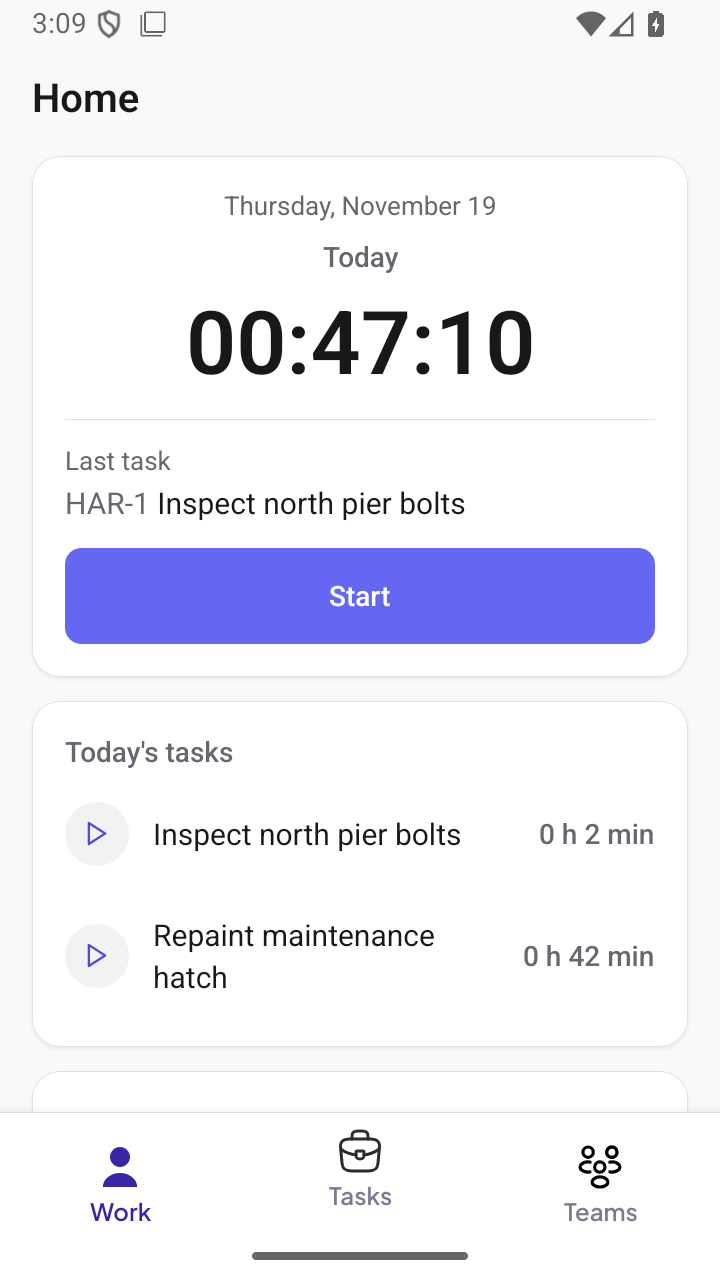 3:09
Home
Thursday, November 19
Today
00:47:10
Last task
HAR-1 Inspect north pier bolts
Start
Today's tasks
Inspect north pier bolts 0 h 2 min
Repaint maintenance
hatch 0 h 42 min
Work Tasks Teams